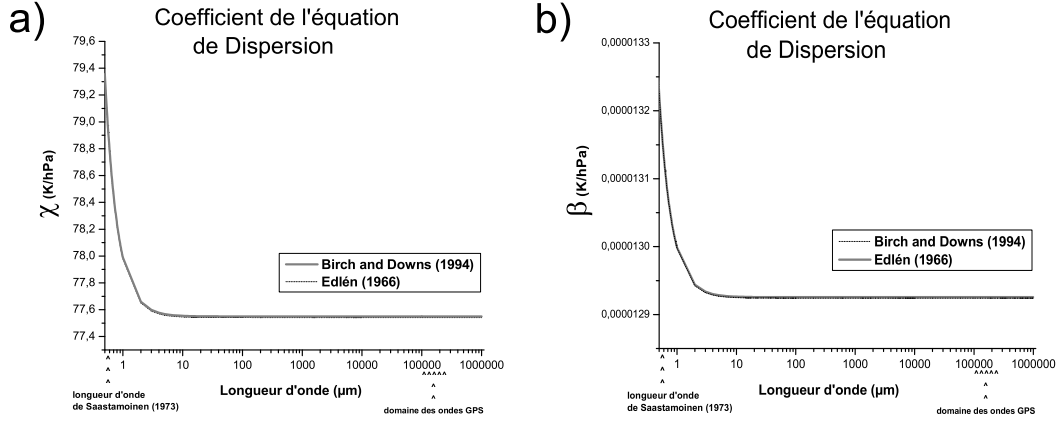 a)
Coefficient de l'équation
de Dispersion
79,6
79,4
79,2
79,0
78,8
78,6
78,4
78,2
78,0
77,8
77,6
77,4
χ (K/hPa)
Birch and Downs (1994)
Edlén (1966)
1 10 100 1000 10000 100000 1000000
Longueur d'onde (µm)
longueur d'onde
de Saastamoinen (1973)
domaine des ondes GPS
b)
Coefficient de l'équation
de Dispersion
0,0000133
0,0000132
0,0000131
0,0000130
0,0000129
β (K/hPa)
Birch and Downs (1994)
Edlén (1966)
1 10 100 1000 10000 100000 1000000
Longueur d'onde (µm)
longueur d'onde
de Saastamoinen (1973)
domaine des ondes GPS